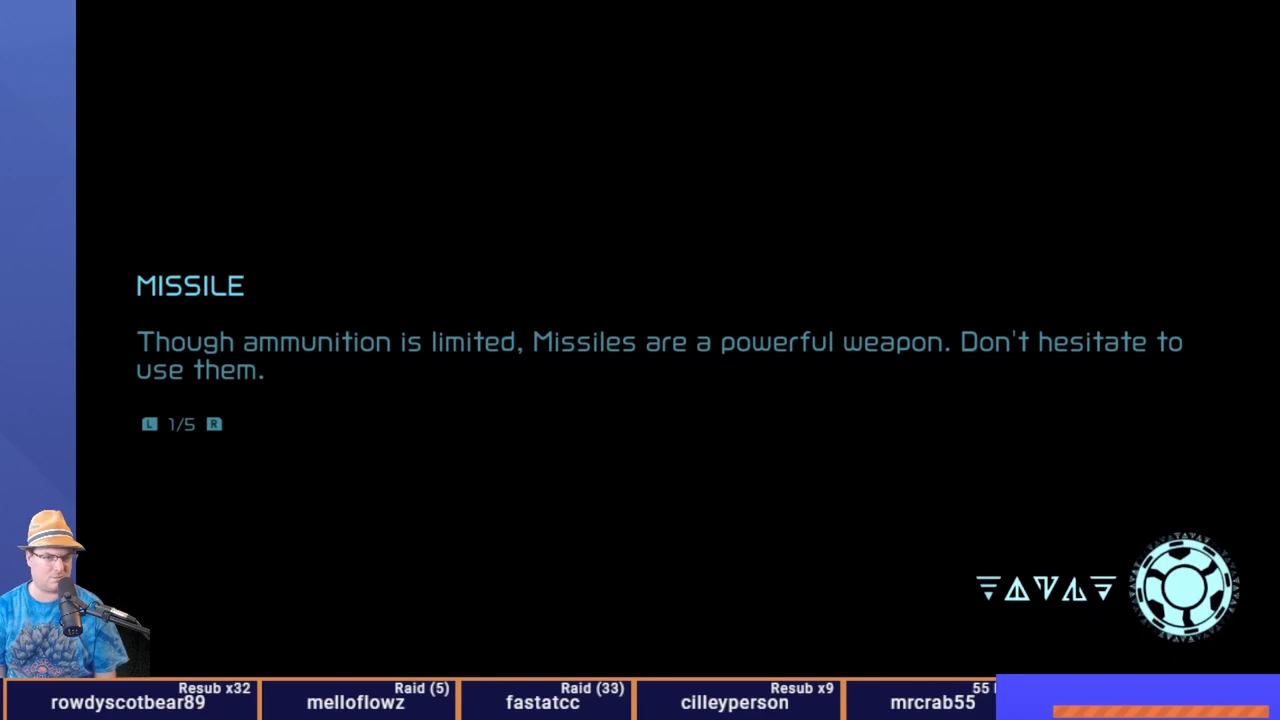 MISSILE
Though ammunition is limited, Missiles are a powerful weapon. Don't hesitate to
use them.
L 1/5 R
Resub x32
rowdyscotbear89
Raid (5)
melloflowz
Raid (33)
fastatcc
Resub x9
cilleyperson
55
mrcrab55